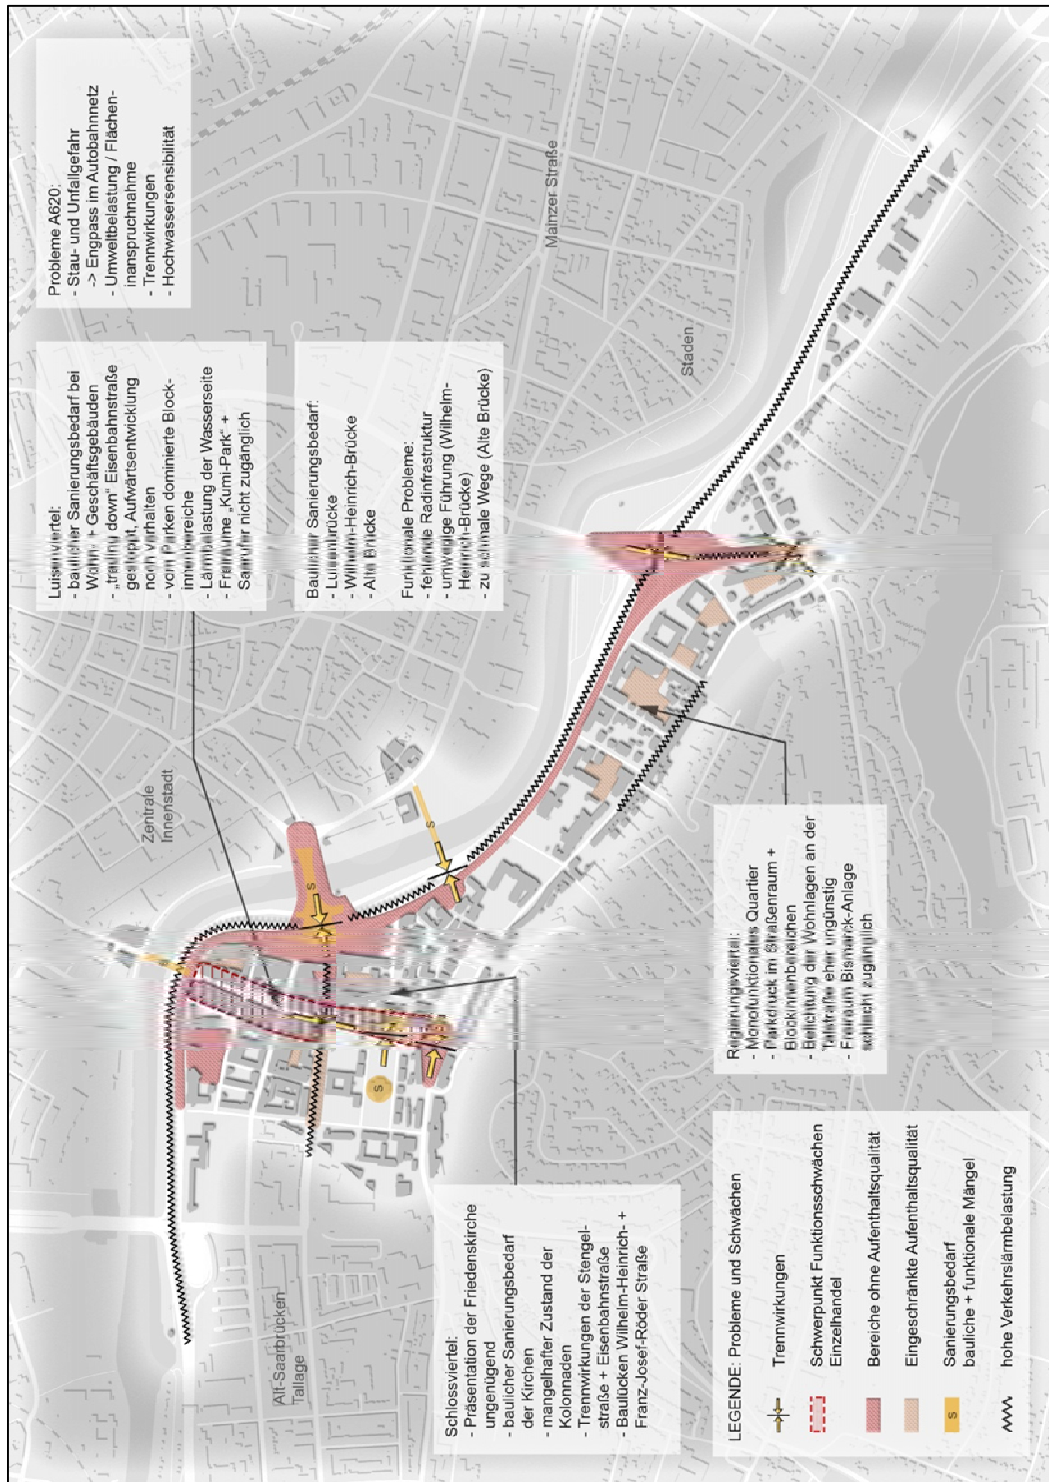 Probleme A620:
- Stau- und Unfallgefahr
-> Engpass im Autobahnnetz
- Umweltbelastung / Flächen-
inanspruchnahme
- Trennwirkungen
- Hochwassersensibilität
Luisenviertel:
- baulicher Sanierungsbedarf bei
Wohn- + Geschäftsgebäuden
- „trading down“ Eisenbahnstraße
gestoppt, Aufwärtsentwicklung
noch verhalten
- vom Parken dominierte Block-
innenbereiche
- Lärmbelastung der Wasserseite
- Freiräume „Kumi-Park“ +
Saarufer nicht zugänglich
Baulicher Sanierungsbedarf:
- Luisenbrücke
- Wilhelm-Heinrich-Brücke
- Alte Brücke
Funktionale Probleme:
- fehlende Radinfrastruktur
- umwegige Führung (Wilhelm-
Heinrich-Brücke)
- zu schmale Wege (Alte Brücke)
Mainzer Straße
Staden
Zentrale
Innenstadt
Alt-Saarbrücken
Tallage
S
S
S
Schlossviertel:
- Präsentation der Friedenskirche
ungenügend
- baulicher Sanierungsbedarf
der Kirchen
- mangelhafter Zustand der
Kolonnaden
- Trennwirkungen der Stengel-
straße + Eisenbahnstraße
- Baulücken Wilhelm-Heinrich- +
Franz-Josef-Röder Straße
Regierungsviertel:
- Monofunktionales Quartier
- Parkdruck im Straßenraum +
Blockinnenbereichen
- Belichtung der Wohnlagen an der
Talstraße eher ungünstig
- Freiraum Bismarck-Anlage
schlecht zugänglich
LEGENDE: Probleme und Schwächen
Trennwirkungen
Schwerpunkt Funktionsschwächen
Einzelhandel
Bereiche ohne Aufenthaltsqualität
Eingeschränkte Aufenthaltsqualität
S
Sanierungsbedarf
bauliche + funktionale Mängel
hohe Verkehrslärmbelastung